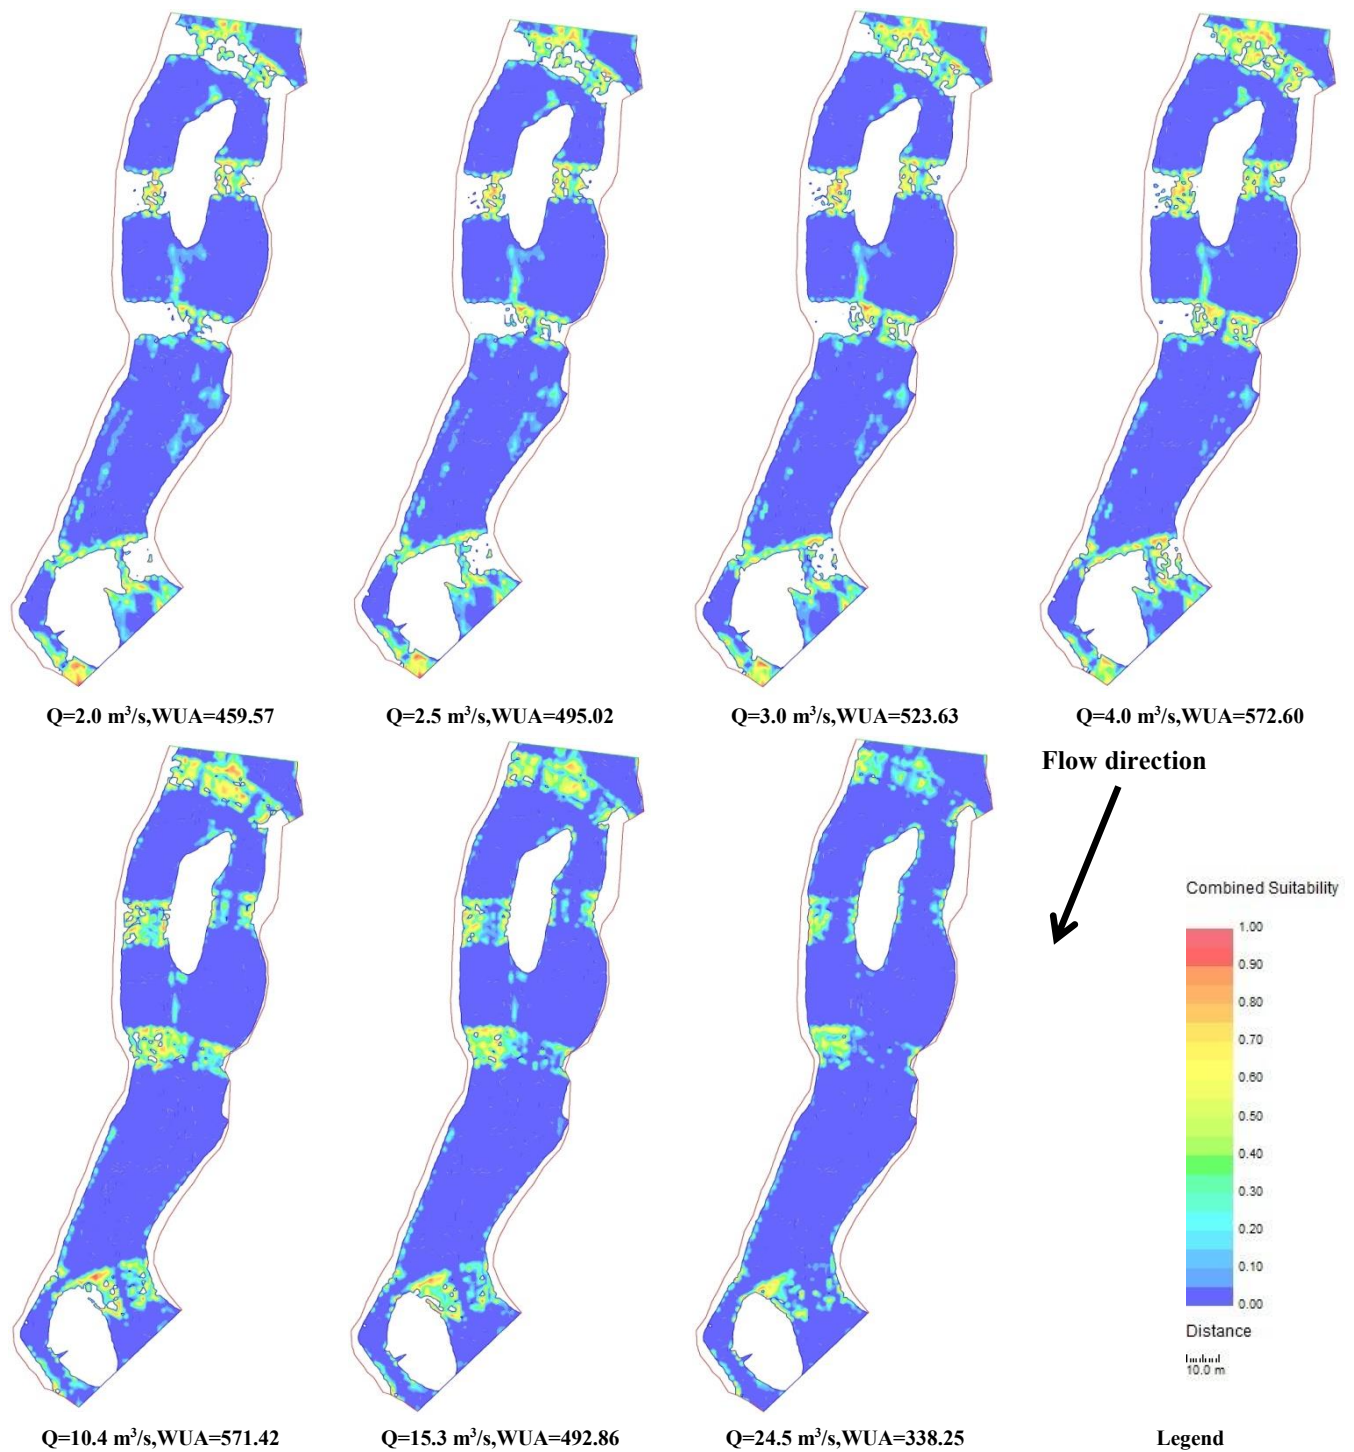 Q=2.0 m³/s,WUA=459.57
Q=2.5 m³/s,WUA=495.02
Q=3.0 m³/s,WUA=523.63
Q=4.0 m³/s,WUA=572.60
Flow direction
Combined Suitability
1.00
0.90
0.80
0.70
0.60
0.50
0.40
0.30
0.20
0.10
0.00
Distance
10.0 m
Q=10.4 m³/s,WUA=571.42
Q=15.3 m³/s,WUA=492.86
Q=24.5 m³/s,WUA=338.25
Legend